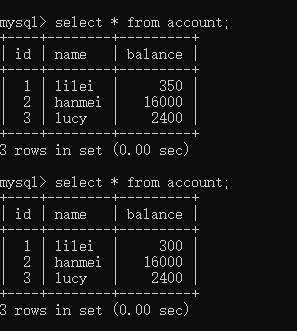 mysql> select * from account;
+----+--------+---------+
| id | name   | balance |
+----+--------+---------+
|  1 | lilei  |     350 |
|  2 | hanmei |   16000 |
|  3 | lucy   |    2400 |
+----+--------+---------+
3 rows in set (0.00 sec)
mysql> select * from account;
+----+--------+---------+
| id | name   | balance |
+----+--------+---------+
|  1 | lilei  |     300 |
|  2 | hanmei |   16000 |
|  3 | lucy   |    2400 |
+----+--------+---------+
3 rows in set (0.00 sec)